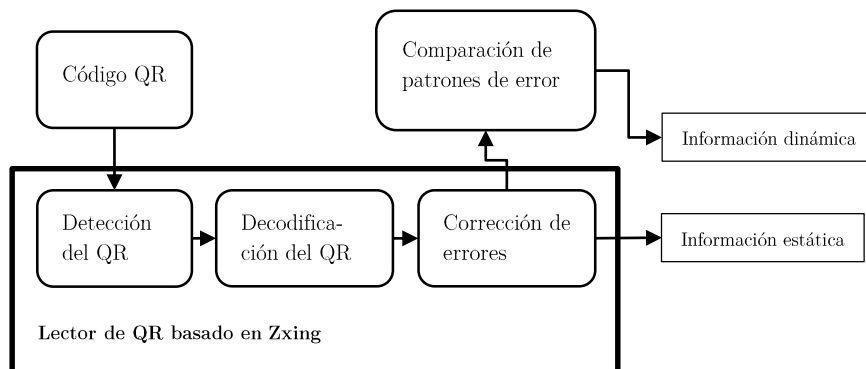 Código QR
Comparación de
patrones de error
Información dinámica
Detección
del QR
Decodifica-
ción del QR
Corrección de
errores
Información estática
Lector de QR basado en Zxing